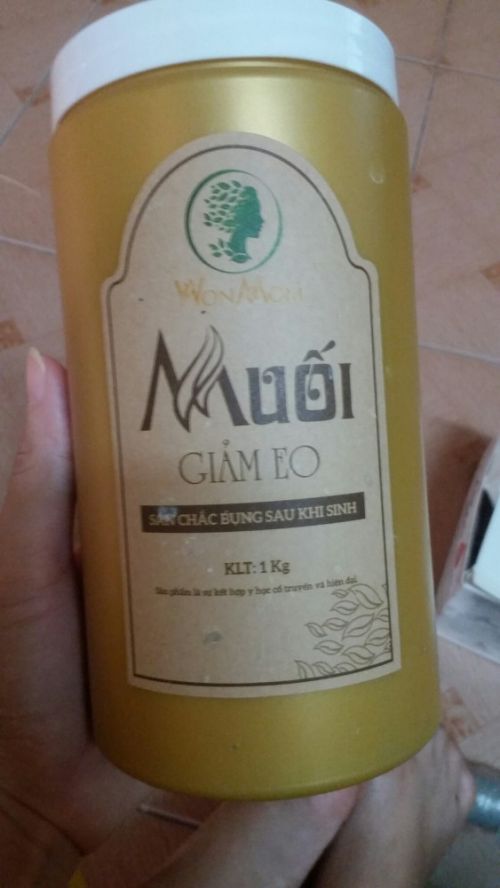 WONMOM
Muối
GIẢM EO
SĂN CHẮC BỤNG SAU KHI SINH
KLT: 1 Kg
Sản phẩm là sự kết hợp y học cổ truyền và hiện đại